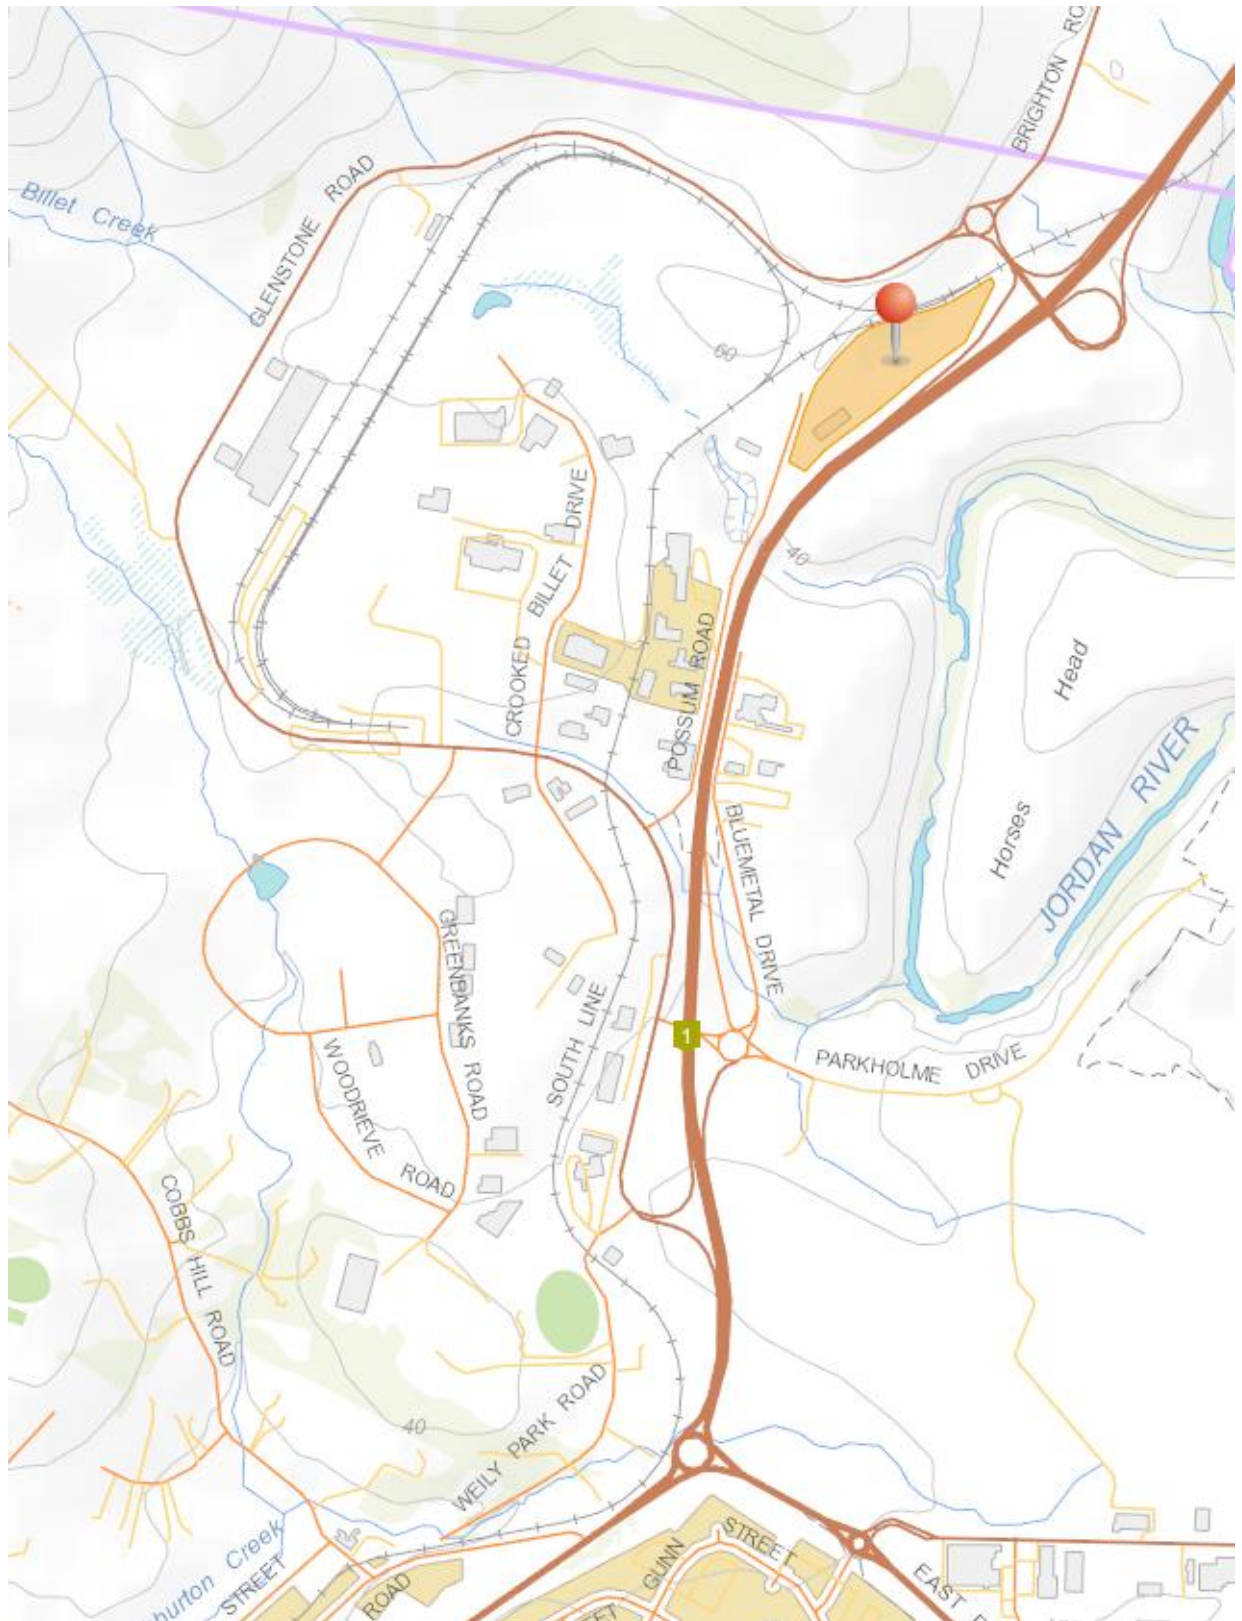 BRIGHTON RO
GLENSTONE ROAD
Billet Creek
60
40
CROOKED BILLET DRIVE
POSSUM ROAD
Head
Horses
JORDAN RIVER
BLUEMETAL DRIVE
GREENBANKS ROAD
SOUTH LINE
1
PARKHOLME DRIVE
WOODRIEVE ROAD
COBBS HILL ROAD
40
WEILY PARK ROAD
burton Creek
STREET
ROAD
GUNN STREET
EAST